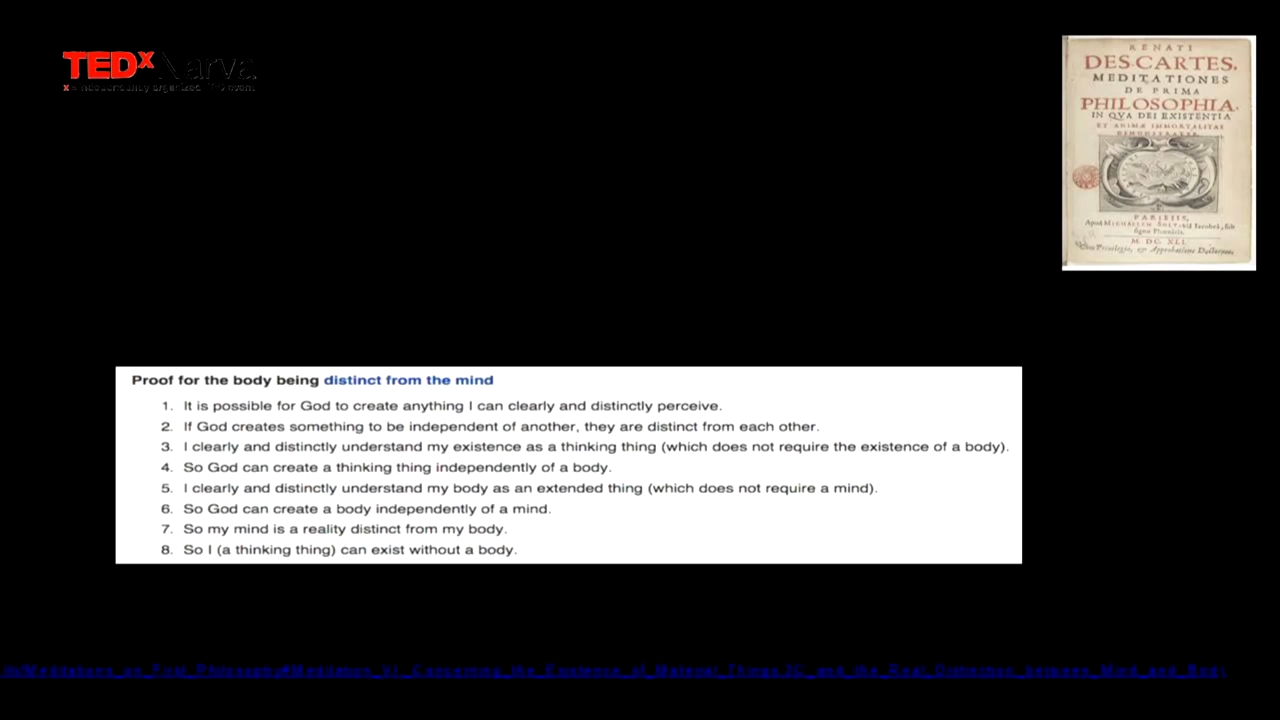 TEDx Narva
x = independently organized TED event
RENATI
DES-CARTES,
MEDITATIONES
DE PRIMA
PHILOSOPHIA,
IN QVA DEI EXISTENTIA
ET ANIMÆ IMMORTALITAS
DEMONSTRATVR.
PARISIIS,
M. DC. XLI.
Proof for the body being distinct from the mind
1. It is possible for God to create anything I can clearly and distinctly perceive.
2. If God creates something to be independent of another, they are distinct from each other.
3. I clearly and distinctly understand my existence as a thinking thing (which does not require the existence of a body).
4. So God can create a thinking thing independently of a body.
5. I clearly and distinctly understand my body as an extended thing (which does not require a mind).
6. So God can create a body independently of a mind.
7. So my mind is a reality distinct from my body.
8. So I (a thinking thing) can exist without a body.